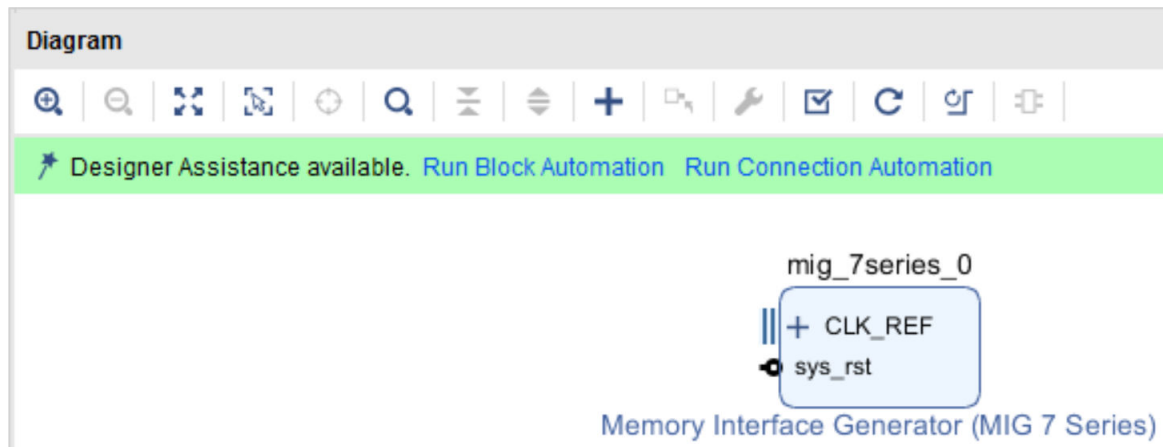 Diagram
Designer Assistance available. Run Block Automation Run Connection Automation
mig_7series_0
CLK_REF
sys_rst
Memory Interface Generator (MIG 7 Series)